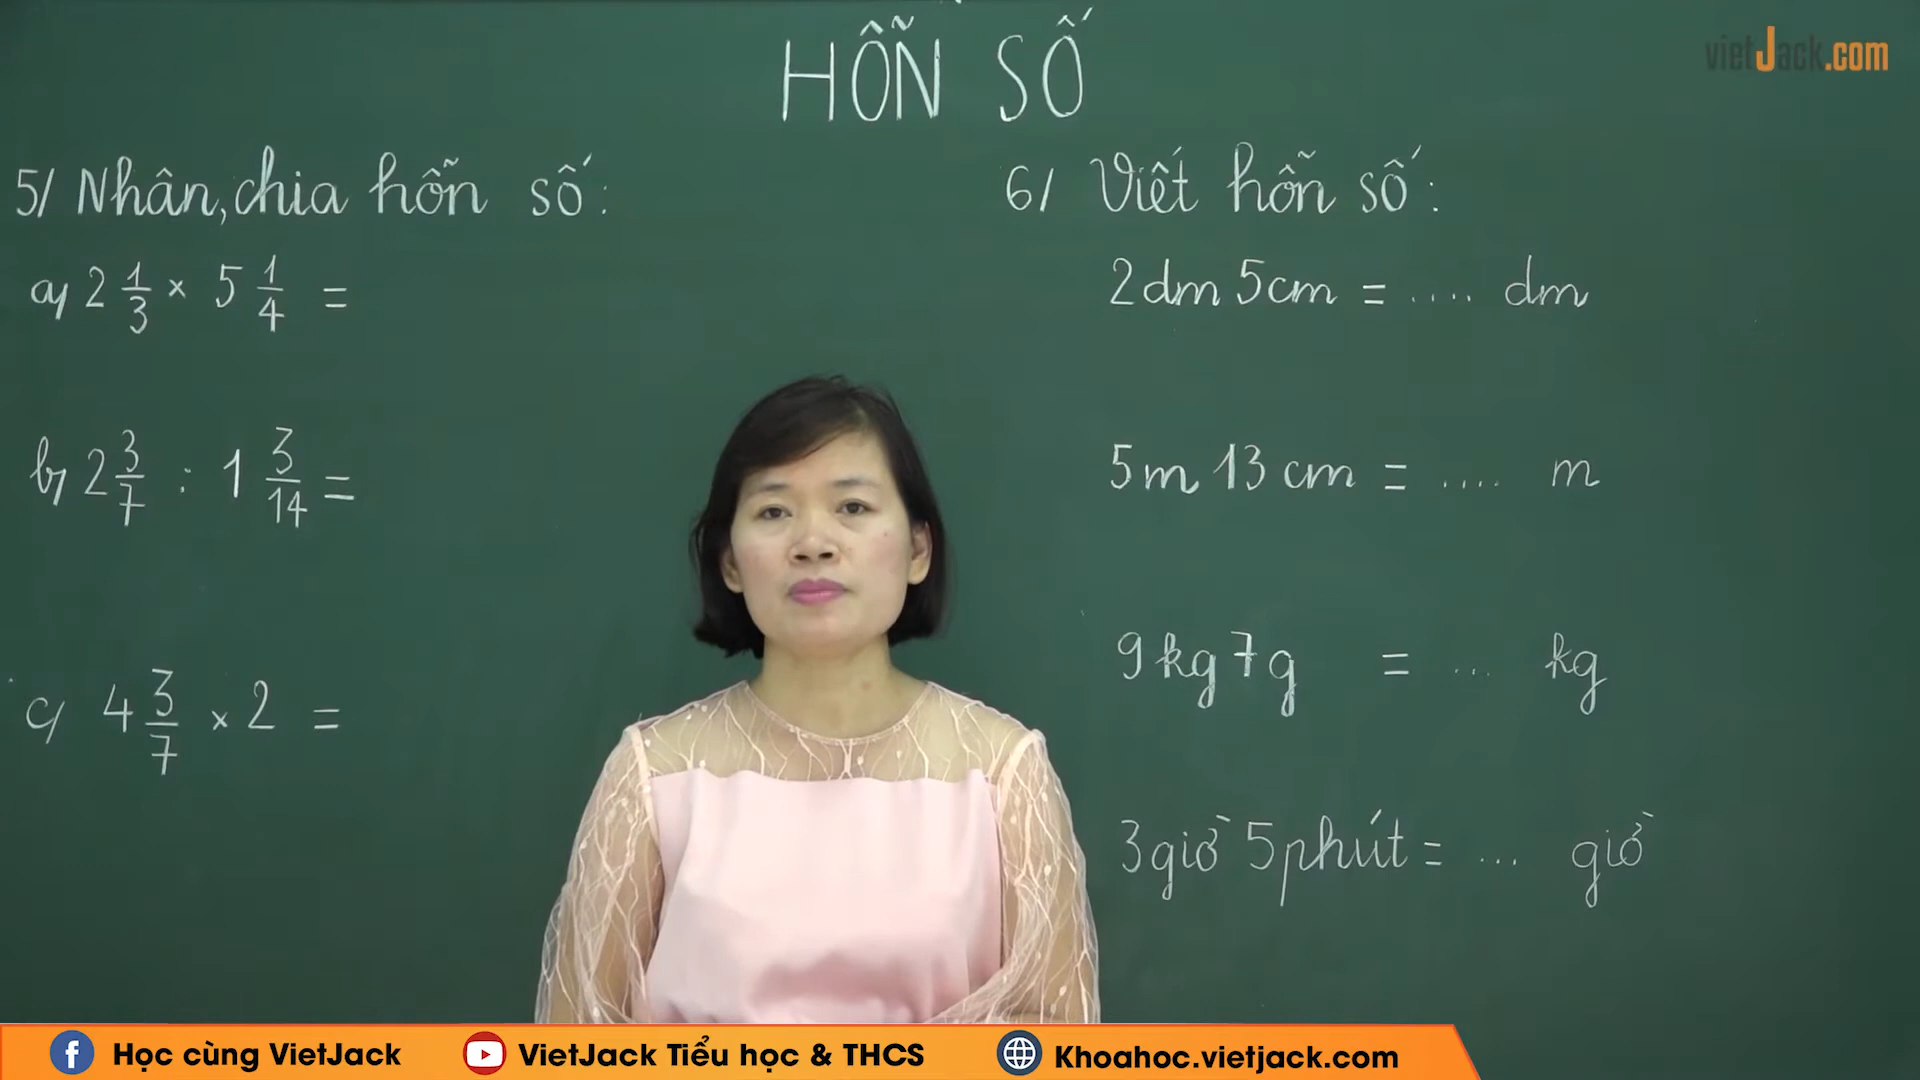 HỖN SỐ
vietJack.com
5/ Nhân, chia hỗn số:
a) 2 1/3 × 5 1/4 =
b) 2 3/7 : 1 3/14 =
c) 4 3/7 × 2 =
6/ Viết hỗn số:
2dm 5cm = .... dm
5m 13cm = .... m
9kg 7g = ... kg
3giờ 5phút = ... giờ
Học cùng VietJack
VietJack Tiểu học & THCS
Khoahoc.vietjack.com